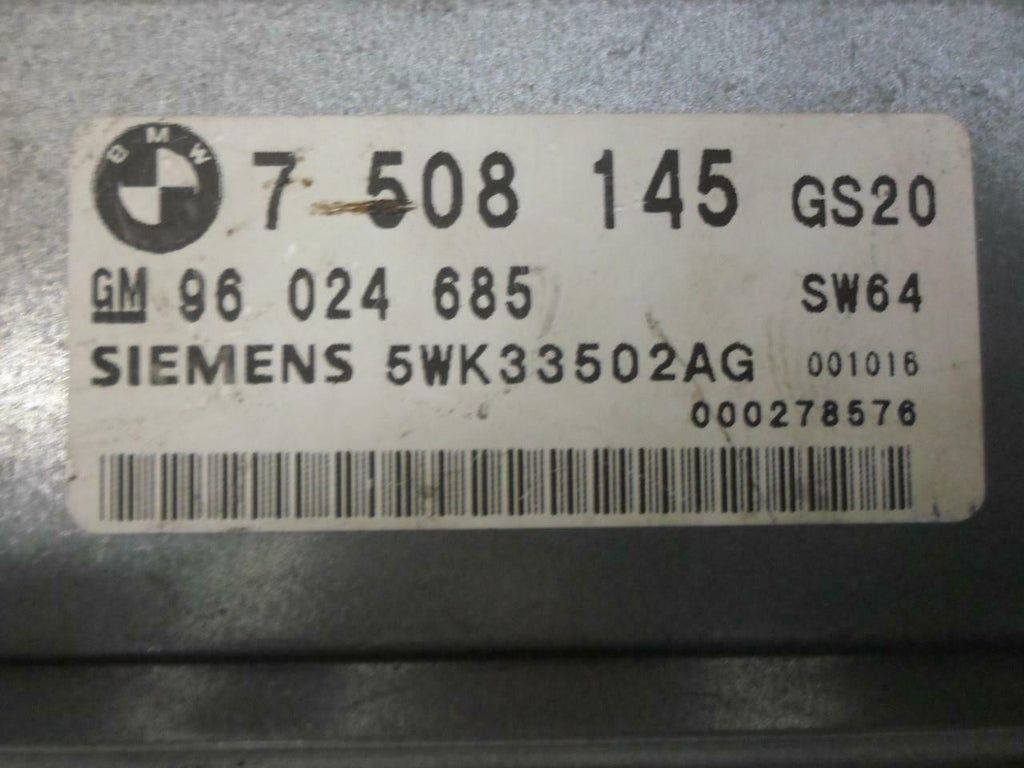 BMW 7 508 145 GS20
GM 96 024 685 SW64
SIEMENS 5WK33502AG 001016
000278576